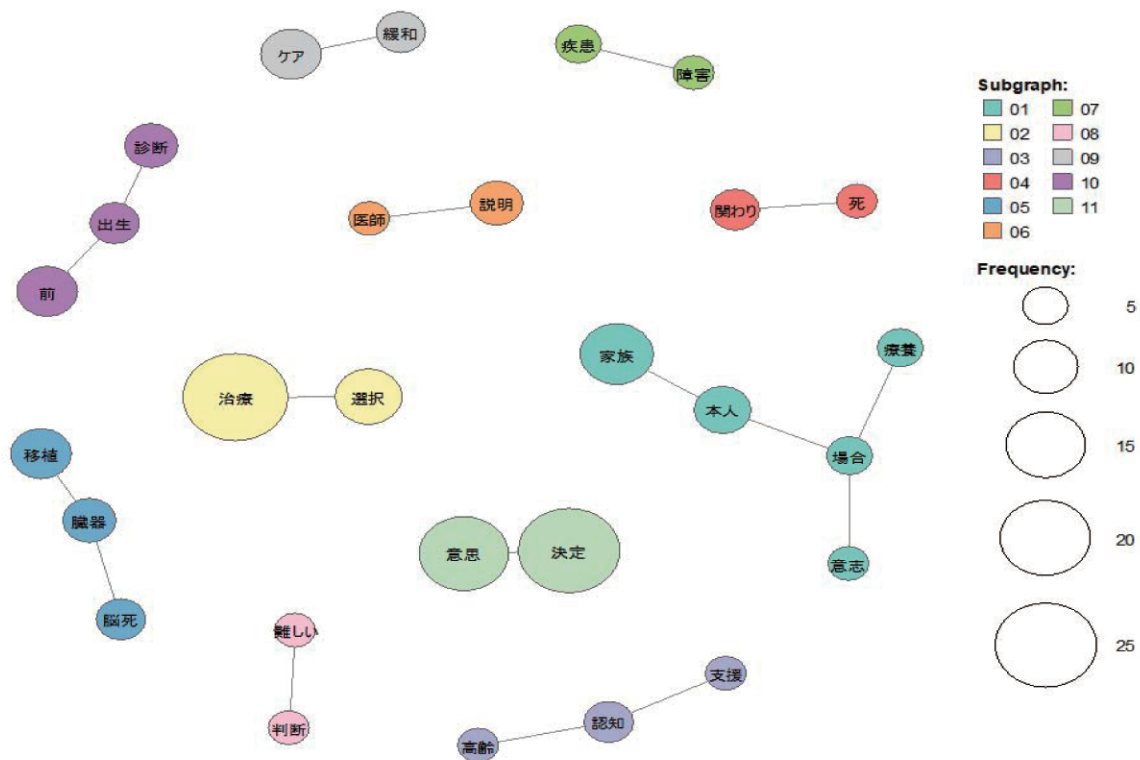 緩和
ケア
疾患
障害
診断
出生
前
医師
説明
関わり
死
治療
選択
家族
本人
療養
場合
意志
移植
臓器
脳死
意思
決定
難しい
判断
高齢
認知
支援
Subgraph:
01 07
02 08
03 09
04 10
05 11
06
Frequency:
5
10
15
20
25